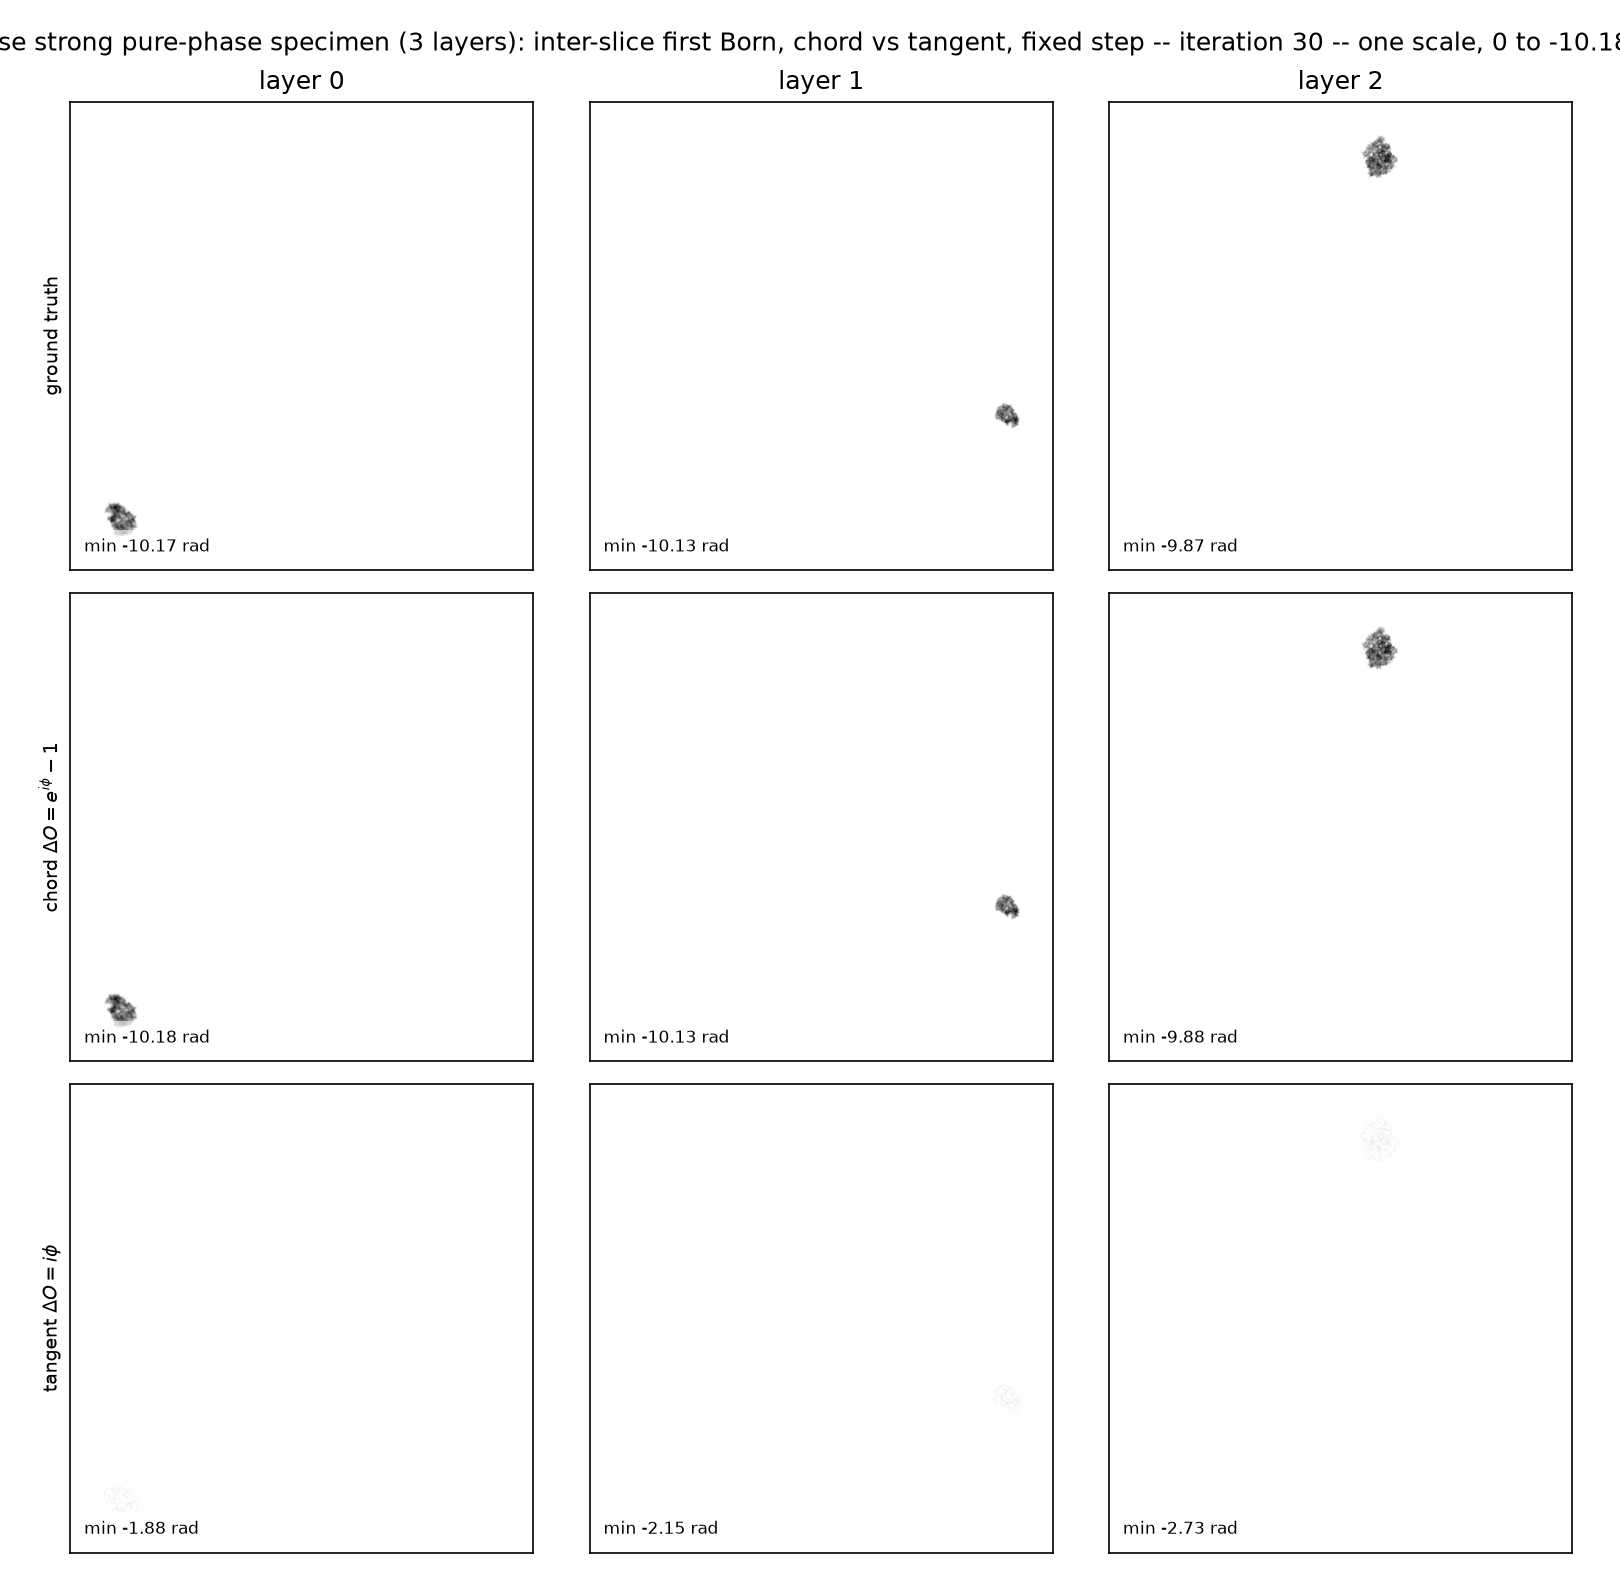 se strong pure-phase specimen (3 layers): inter-slice first Born, chord vs tangent, fixed step -- iteration 30 -- one scale, 0 to -10.18
layer 0
layer 1
layer 2
ground truth
min -10.17 rad
min -10.13 rad
min -9.87 rad
chord ΔO = e^{iϕ} − 1
min -10.18 rad
min -10.13 rad
min -9.88 rad
tangent ΔO = iϕ
min -1.88 rad
min -2.15 rad
min -2.73 rad